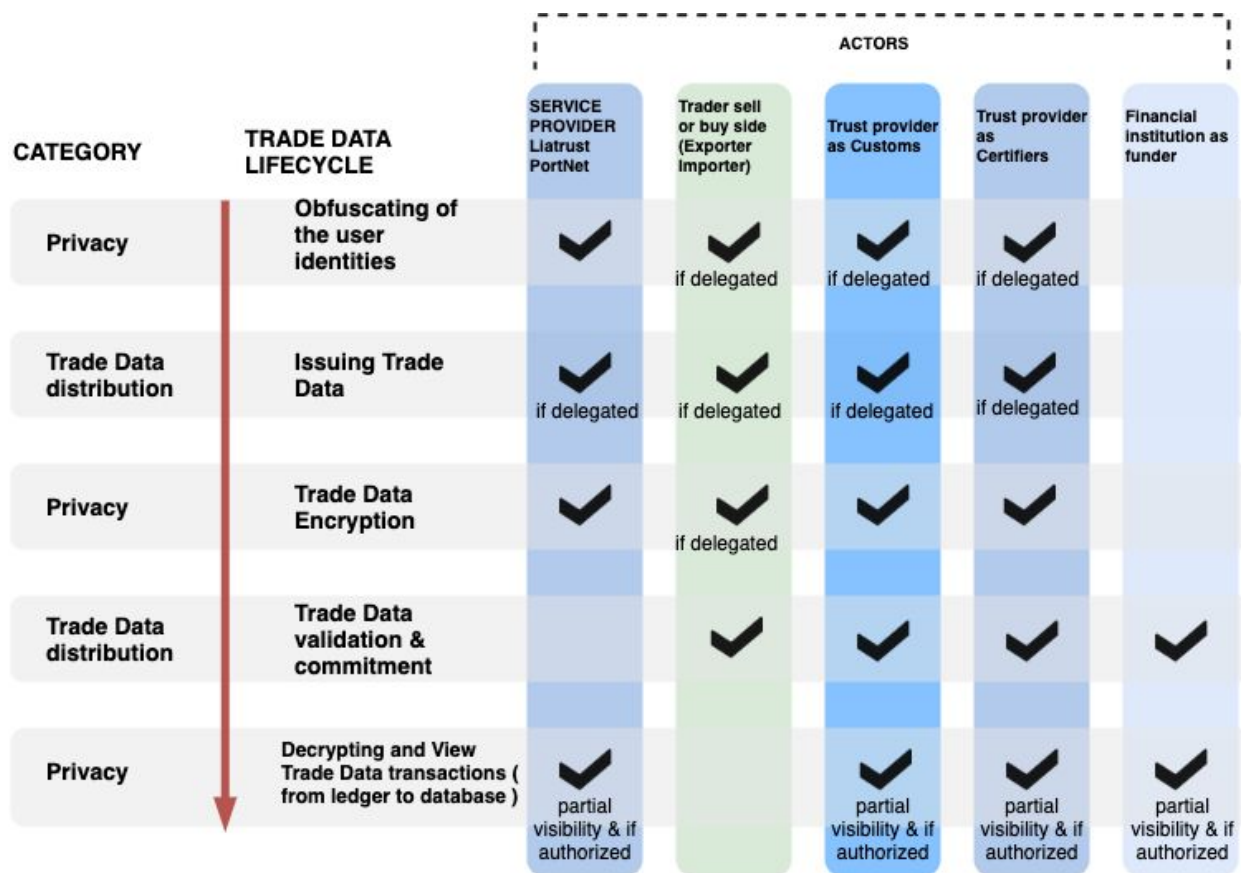 ACTORS
CATEGORY
TRADE DATA
LIFECYCLE
SERVICE
PROVIDER
Liatrust
PortNet
Trader sell
or buy side
(Exporter
Importer)
Trust provider
as Customs
Trust provider
as
Certifiers
Financial
institution as
funder
Privacy
Obfuscating of
the user
identities
if delegated
if delegated
if delegated
Trade Data
distribution
Issuing Trade
Data
if delegated
if delegated
if delegated
if delegated
Privacy
Trade Data
Encryption
if delegated
Trade Data
distribution
Trade Data
validation &
commitment
Privacy
Decrypting and View
Trade Data transactions (
from ledger to database )
partial
visibility & if
authorized
partial
visibility & if
authorized
partial
visibility & if
authorized
partial
visibility & if
authorized